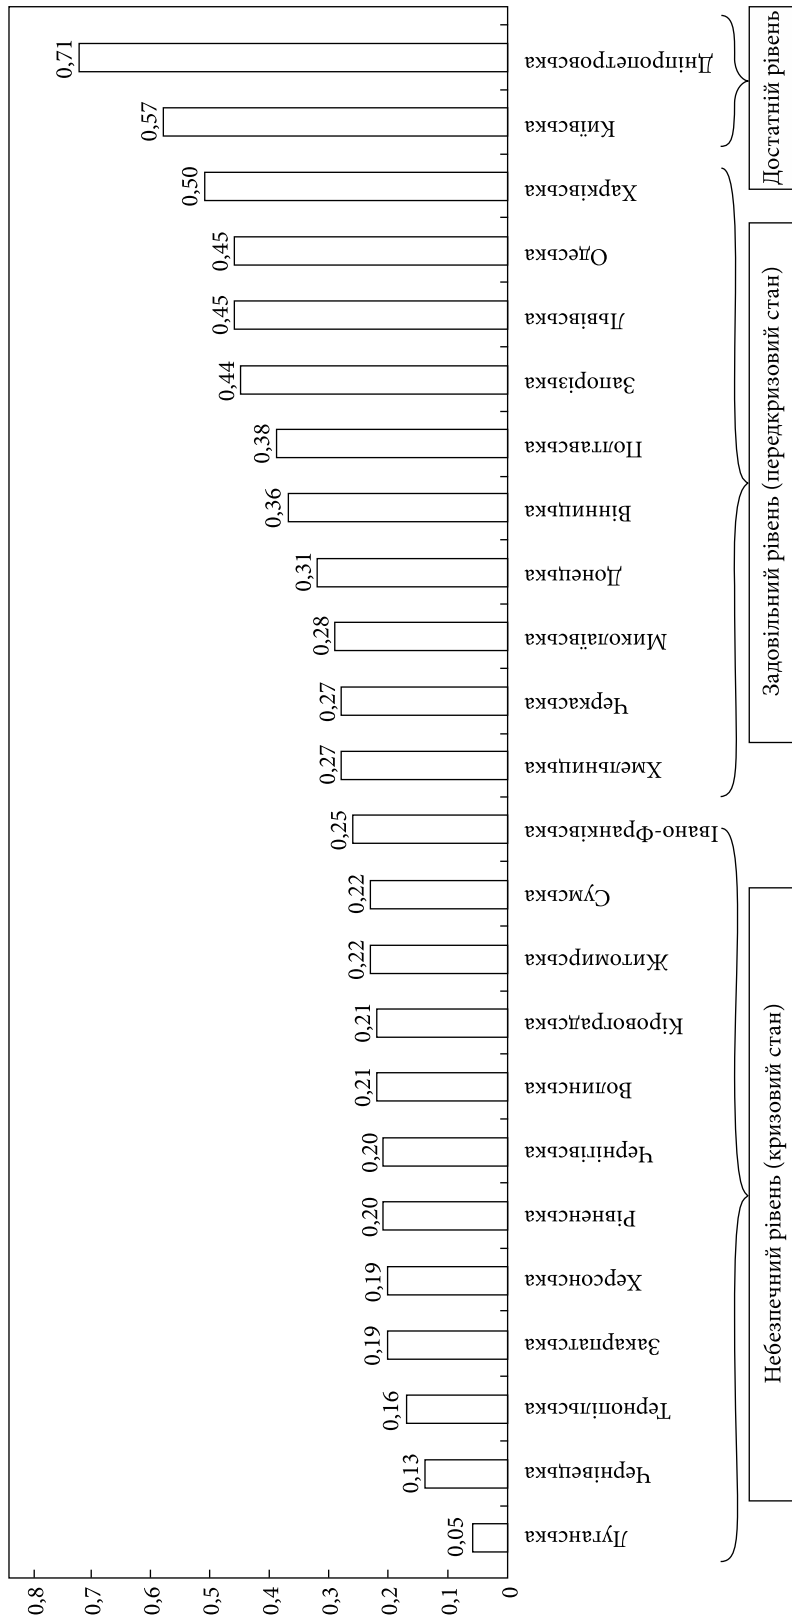 0,8
0,7
0,6
0,5
0,4
0,3
0,2
0,1
0
0,05
0,13
0,16
0,19
0,19
0,20
0,20
0,21
0,21
0,22
0,22
0,25
0,27
0,27
0,28
0,31
0,36
0,38
0,44
0,45
0,45
0,50
0,57
0,71
Луганська
Чернівецька
Тернопільська
Закарпатська
Херсонська
Рівненська
Чернігівська
Волинська
Кіровоградська
Житомирська
Сумська
Івано-Франківська
Хмельницька
Черкаська
Миколаївська
Донецька
Вінницька
Полтавська
Запорізька
Львівська
Одеська
Харківська
Київська
Дніпропетровська
Небезпечний рівень (кризовий стан)
Задовільний рівень (передкризовий стан)
Достатній рівень